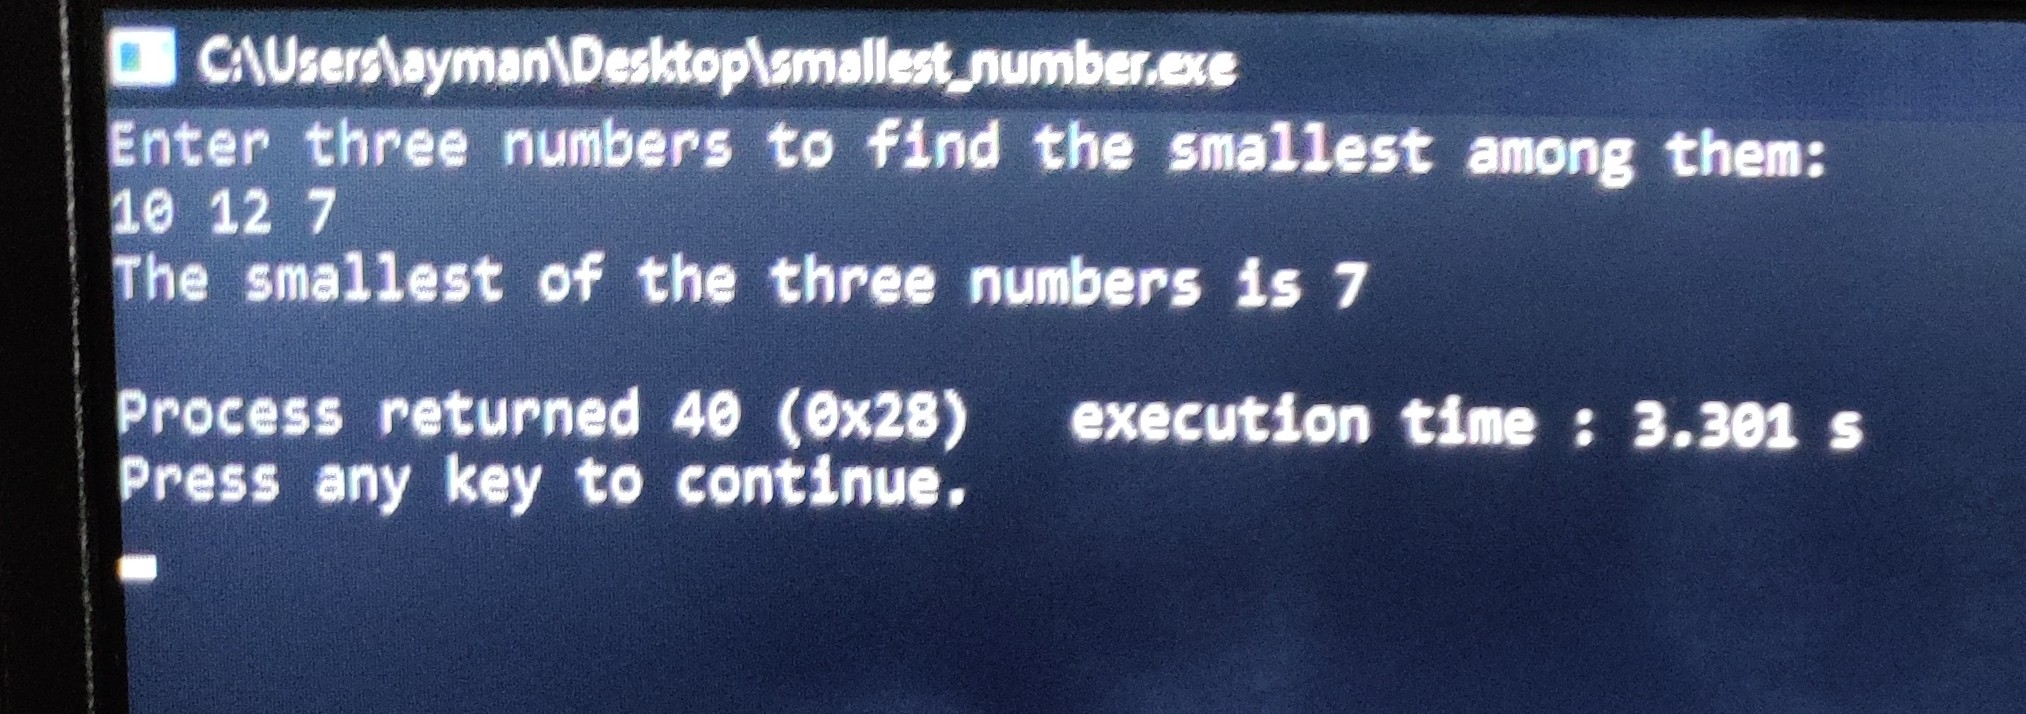 C:\Users\ayman\Desktop\smallest_number.exe
Enter three numbers to find the smallest among them:
10 12 7
The smallest of the three numbers is 7
Process returned 40 (0x28)   execution time : 3.301 s
Press any key to continue.